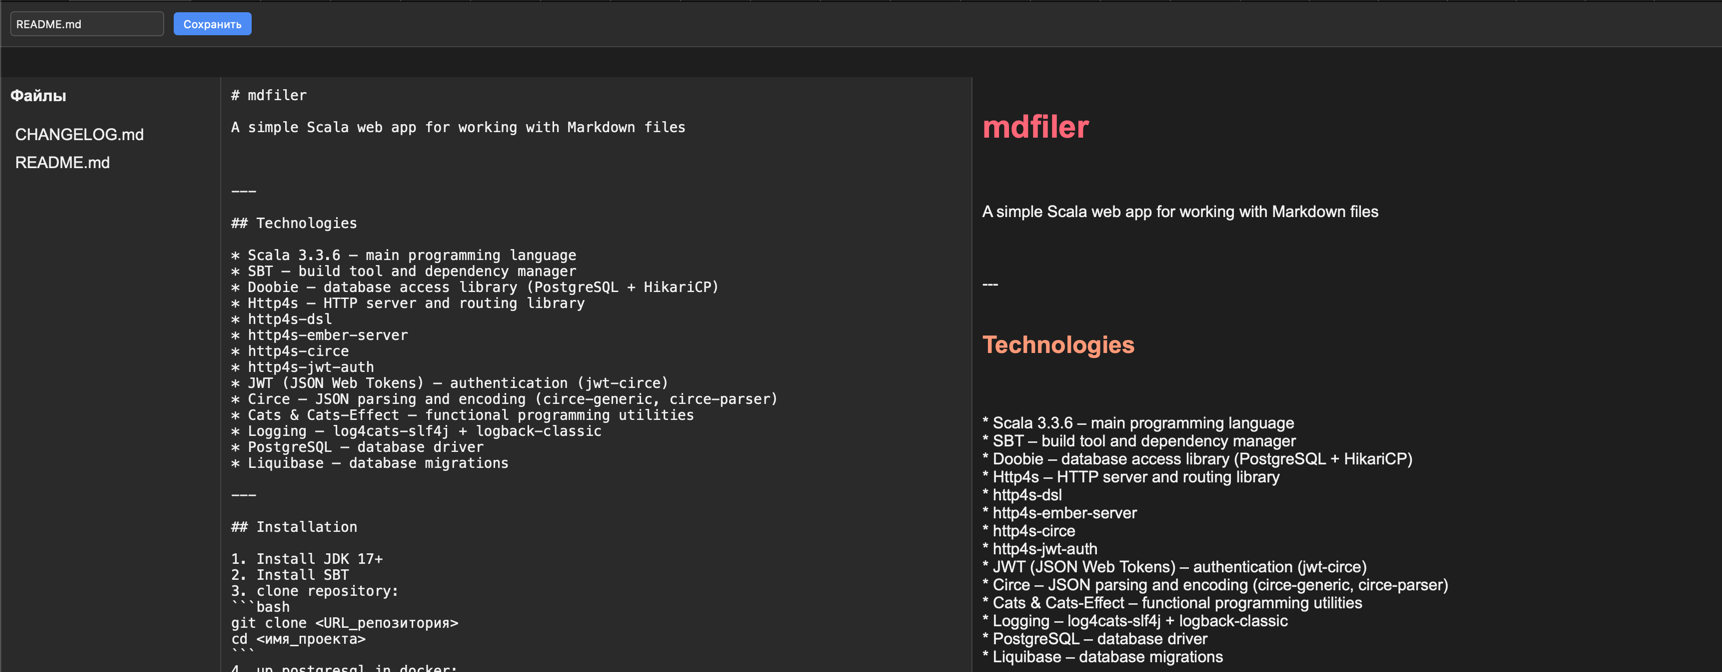 README.md
Сохранить
Файлы
CHANGELOG.md
README.md
# mdfiler
A simple Scala web app for working with Markdown files
---
## Technologies
* Scala 3.3.6 — main programming language
* SBT — build tool and dependency manager
* Doobie — database access library (PostgreSQL + HikariCP)
* Http4s — HTTP server and routing library
* http4s-dsl
* http4s-ember-server
* http4s-circe
* http4s-jwt-auth
* JWT (JSON Web Tokens) — authentication (jwt-circe)
* Circe — JSON parsing and encoding (circe-generic, circe-parser)
* Cats & Cats-Effect — functional programming utilities
* Logging — log4cats-slf4j + logback-classic
* PostgreSQL — database driver
* Liquibase — database migrations
---
## Installation
1. Install JDK 17+
2. Install SBT
3. clone repository:
```bash
git clone <URL_репозитория>
cd <имя_проекта>
```
4. up postgresql in docker:
mdfiler
A simple Scala web app for working with Markdown files
---
Technologies
* Scala 3.3.6 – main programming language
* SBT – build tool and dependency manager
* Doobie – database access library (PostgreSQL + HikariCP)
* Http4s – HTTP server and routing library
* http4s-dsl
* http4s-ember-server
* http4s-circe
* http4s-jwt-auth
* JWT (JSON Web Tokens) – authentication (jwt-circe)
* Circe – JSON parsing and encoding (circe-generic, circe-parser)
* Cats & Cats-Effect – functional programming utilities
* Logging – log4cats-slf4j + logback-classic
* PostgreSQL – database driver
* Liquibase – database migrations